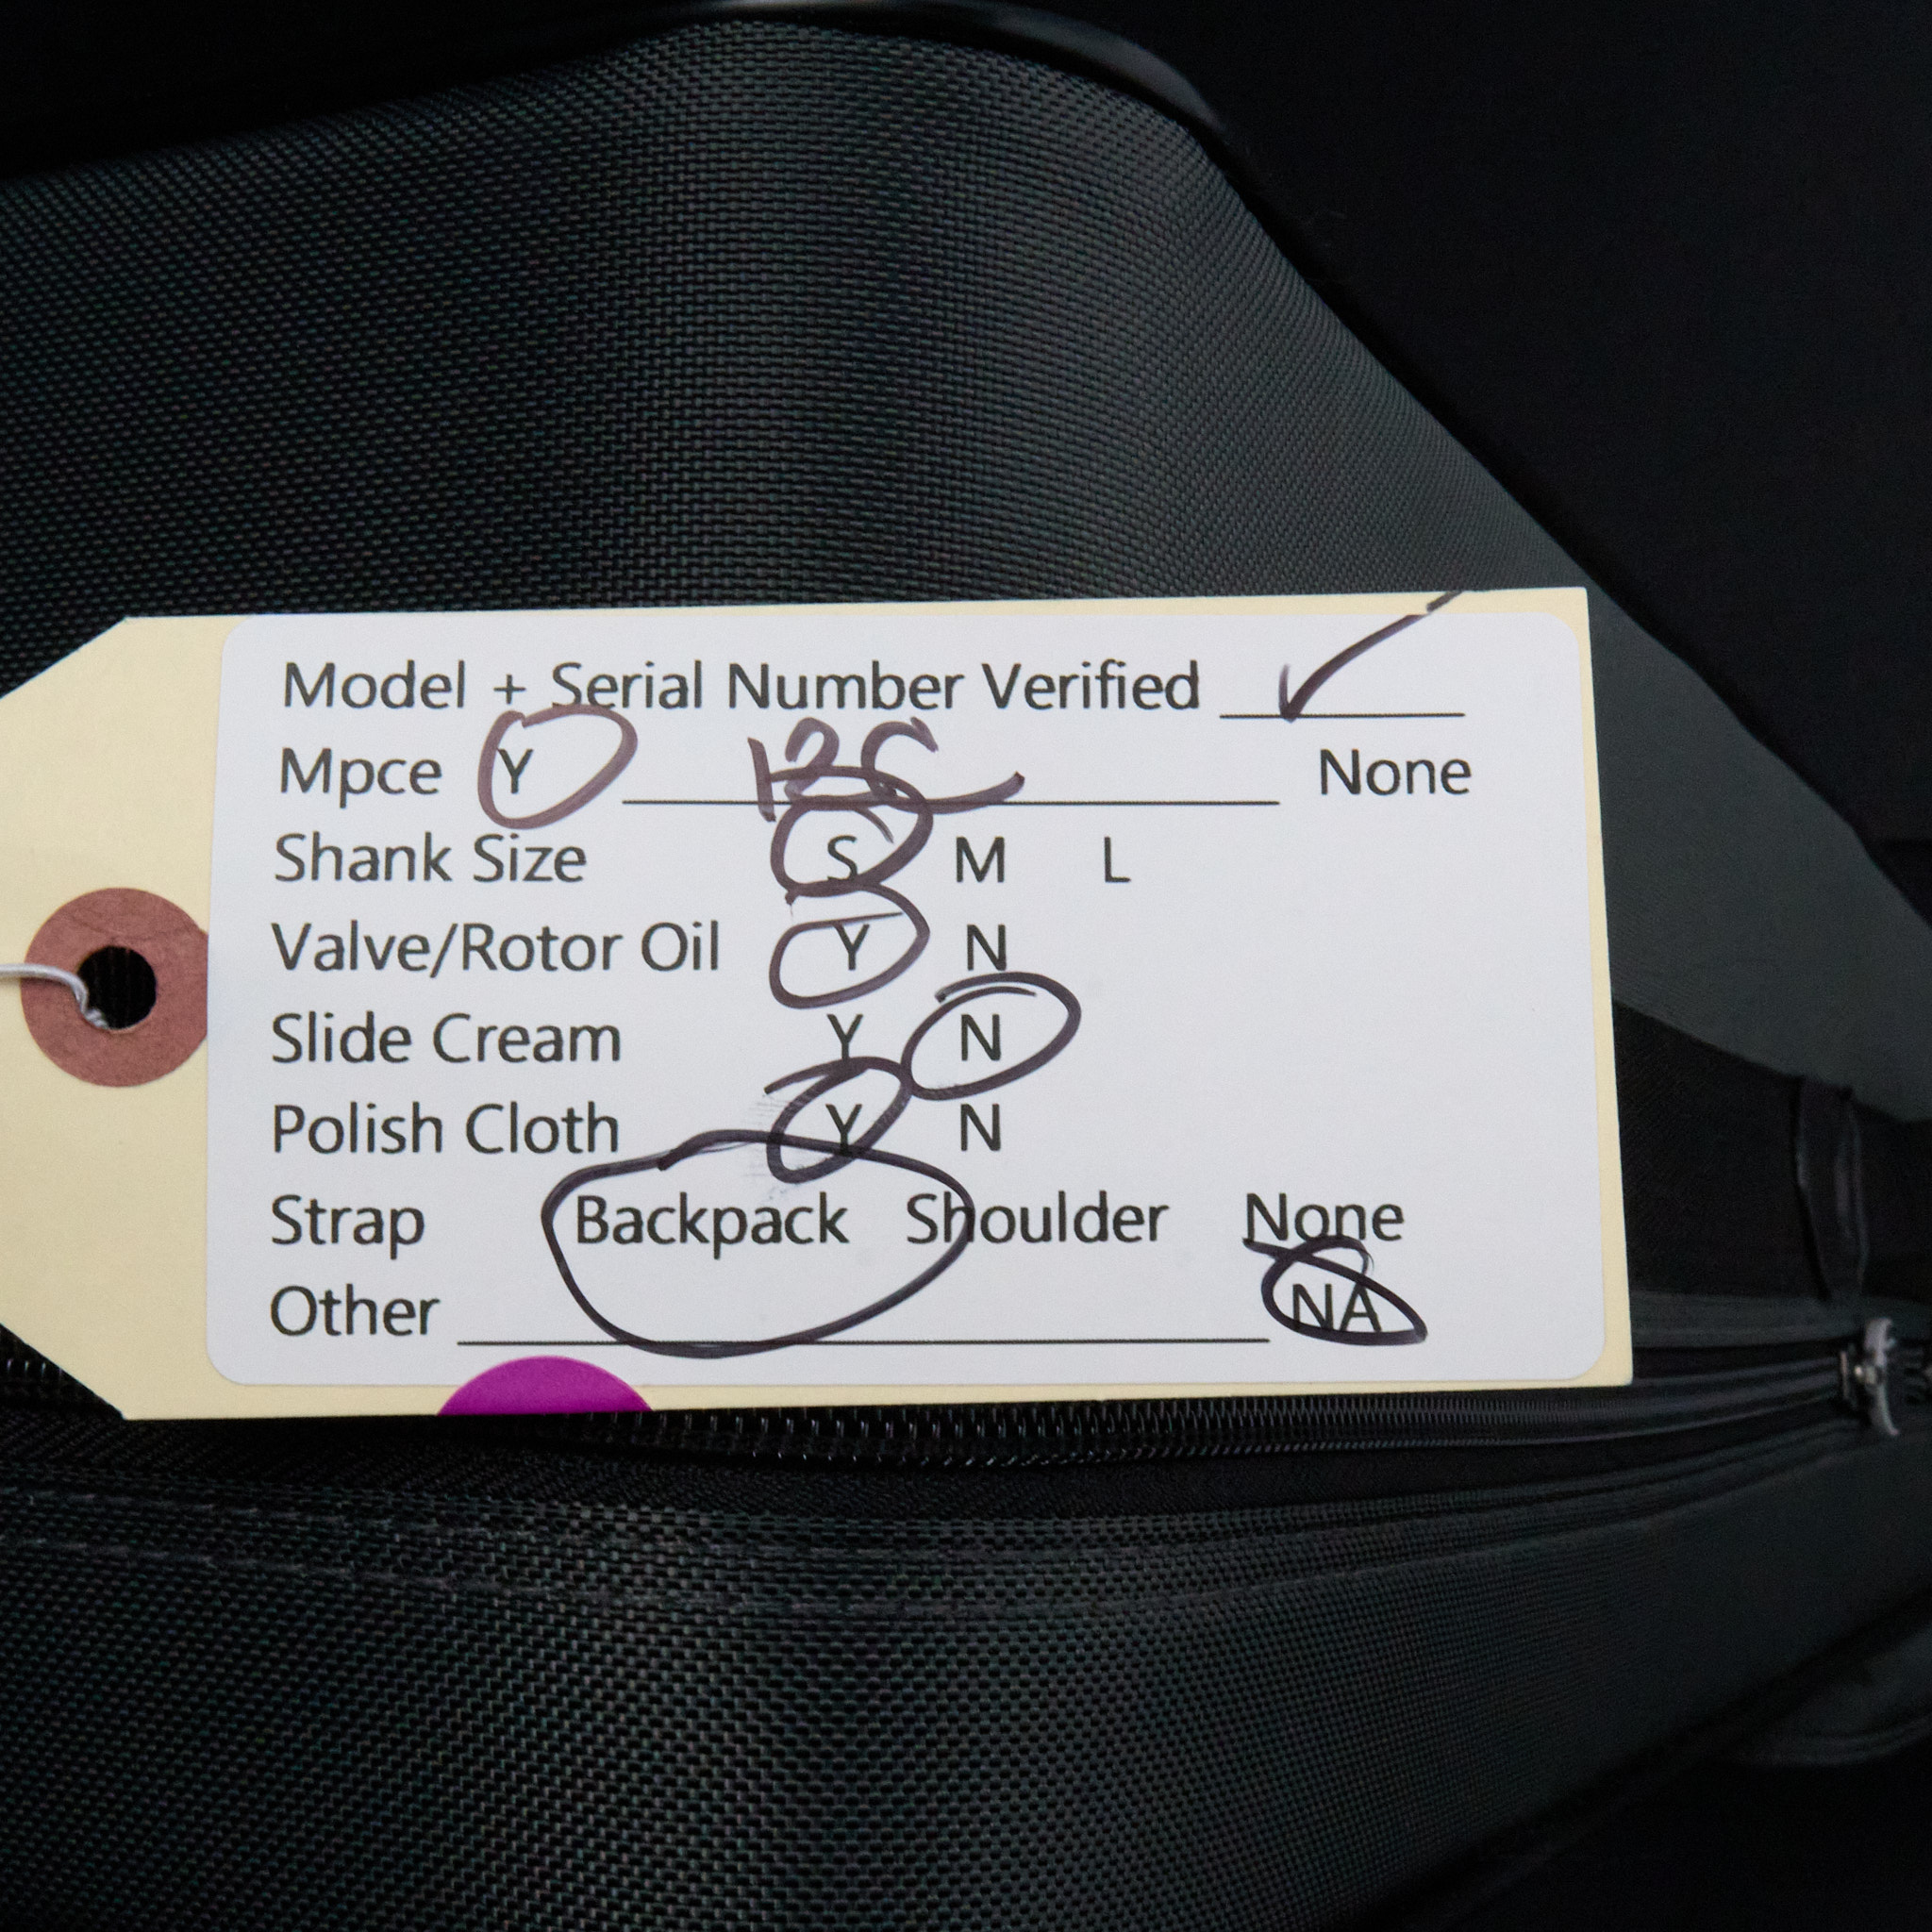 Model + Serial Number Verified ✓
Mpce Y 12C None
Shank Size S M L
Valve/Rotor Oil Y N
Slide Cream Y N
Polish Cloth Y N
Strap Backpack Shoulder None
Other NA